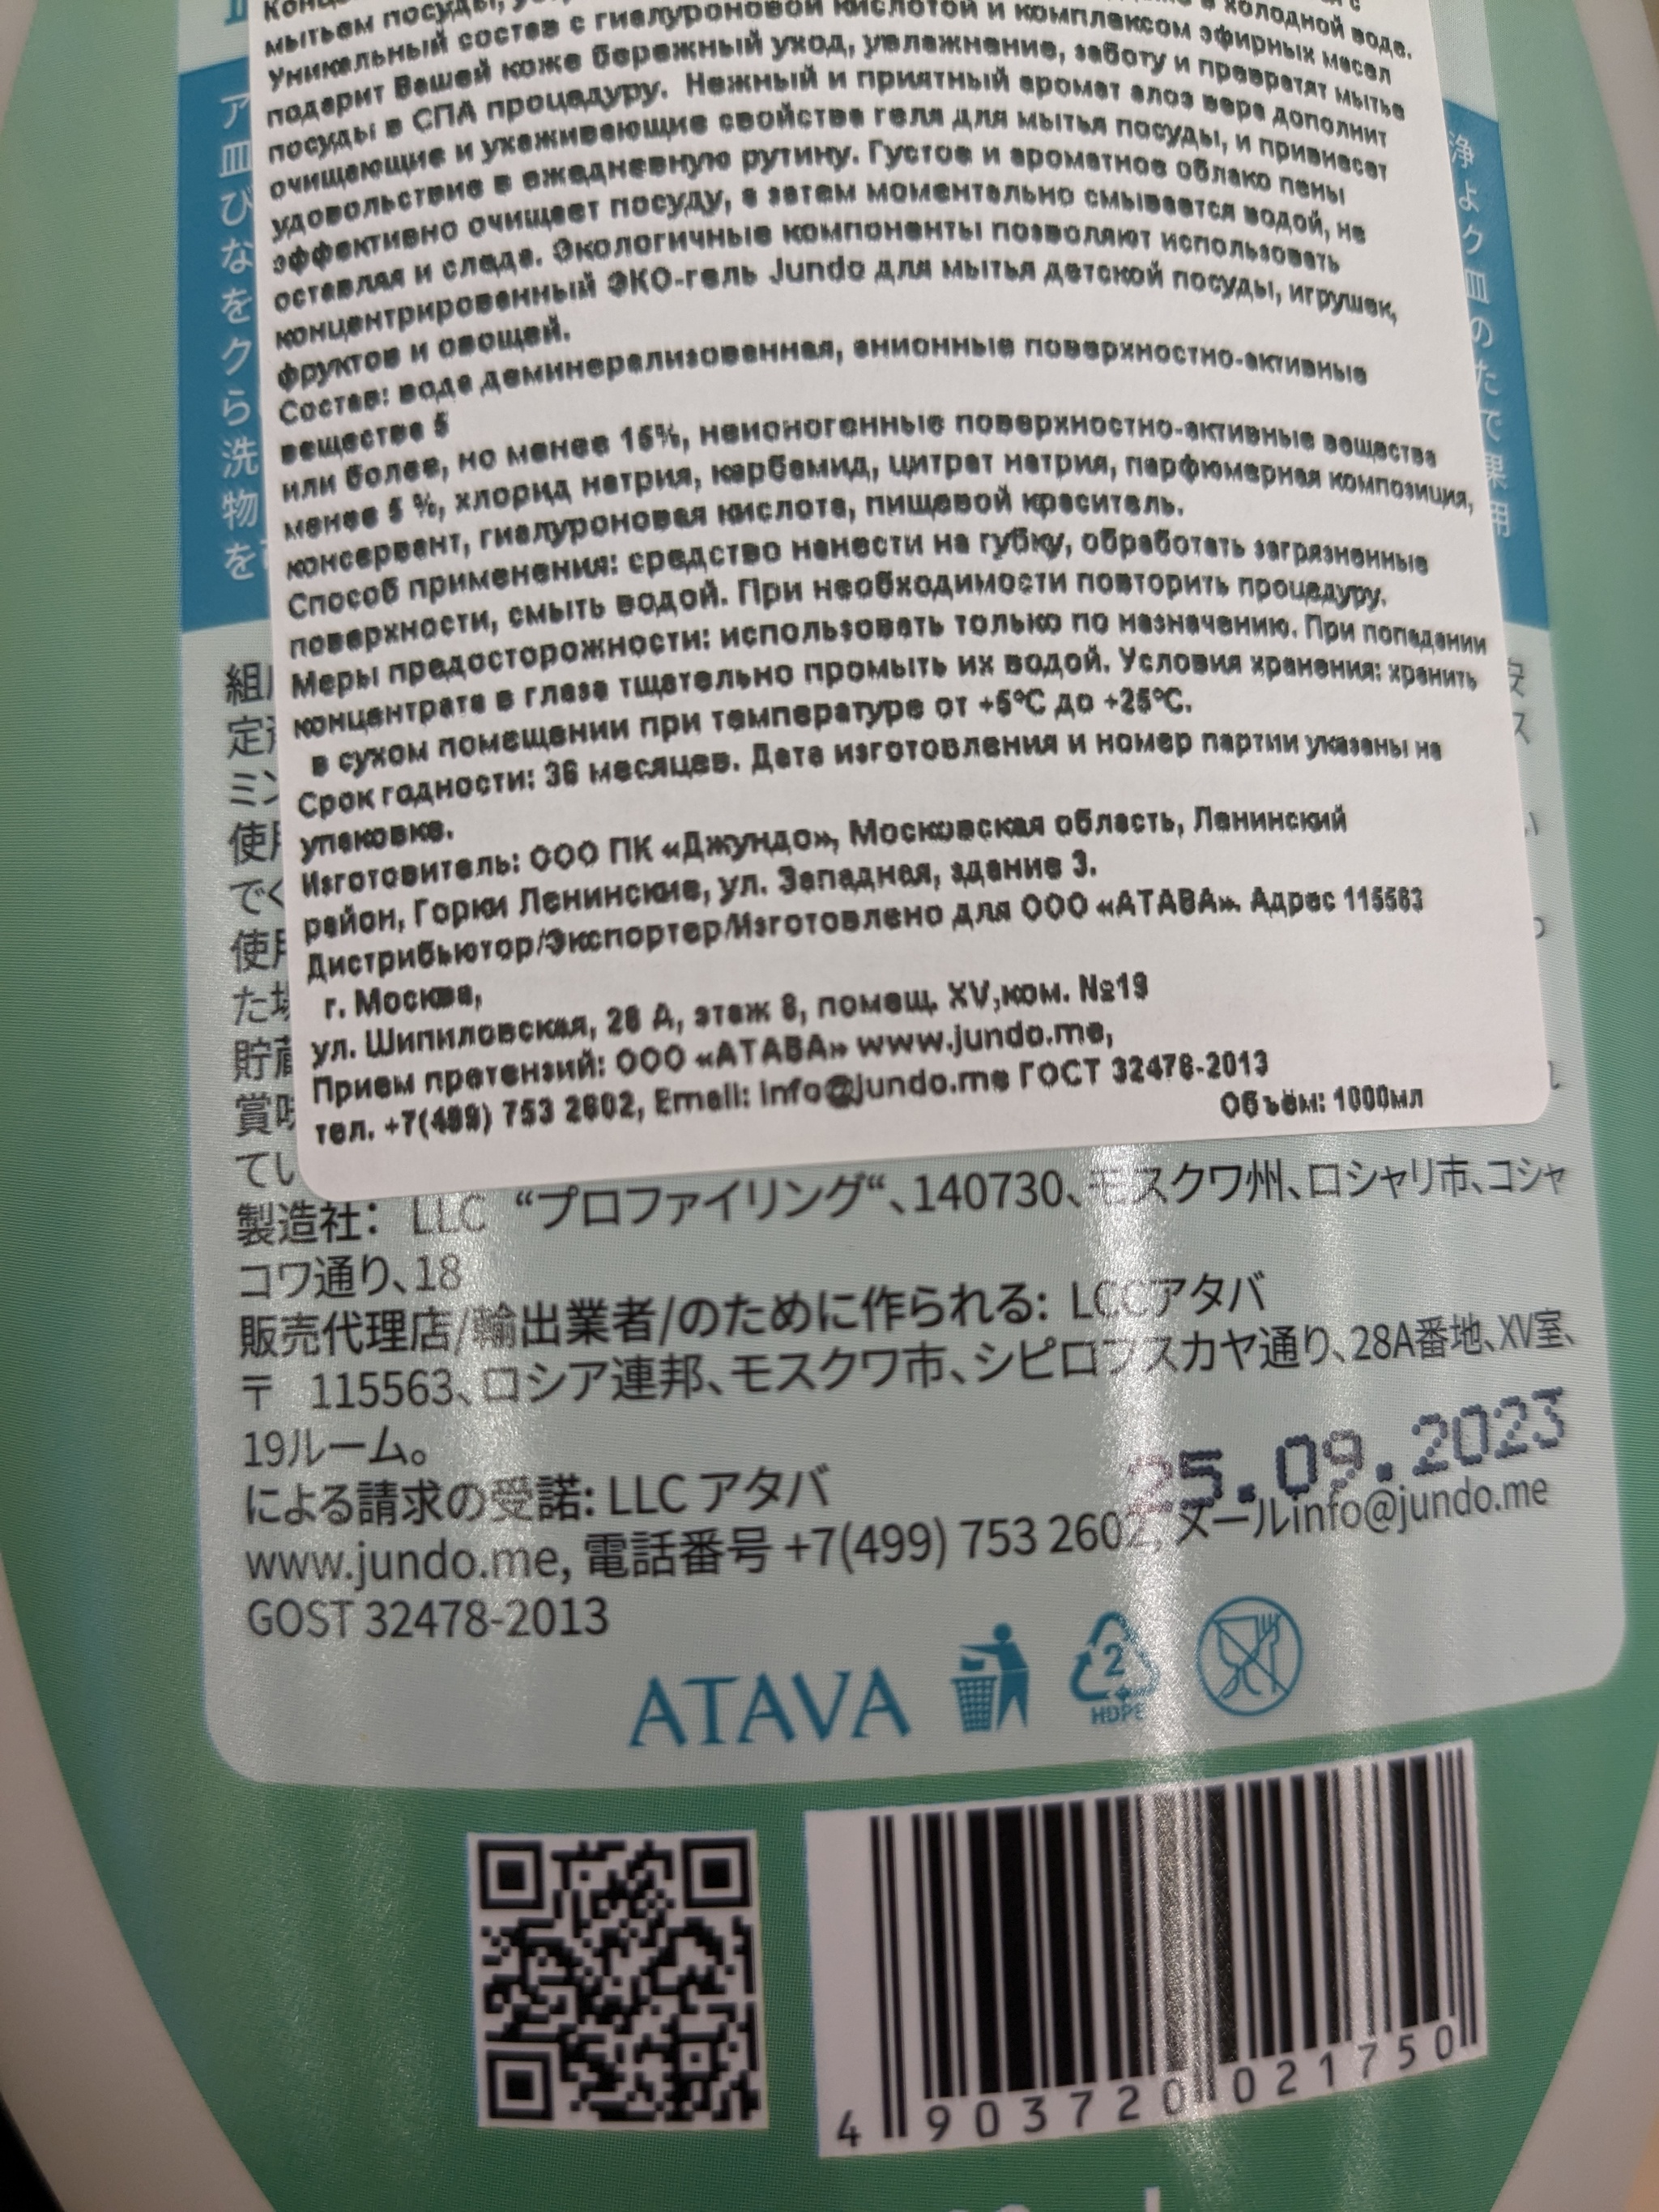 мытьем посуды,
холодной воде.
Уникальный состав с гиалуроновой кислотой и комплексом эфирных масел
подарит Вашей коже бережный уход, увлажнение, заботу и превратят мытье
посуды в СПА процедуру. Нежный и приятный аромат алоэ вера дополнит
очищающие и ухаживающие свойства геля для мытья посуды, и привнесет
удовольствие в ежедневную рутину. Густое и ароматное облако пены
эффективно очищает посуду, а затем моментально смывается водой, не
оставляя и следа. Экологичные компоненты позволяют использовать
концентрированный ЭКО-гель Jundo для мытья детской посуды, игрушек,
фруктов и овощей.
Состав: вода деминерализованная, анионные поверхностно-активные
вещества 5
или более, но менее 15%, неионогенные поверхностно-активные вещества
менее 5 %, хлорид натрия, карбамид, цитрат натрия, парфюмерная композиция,
консервант, гиалуроновая кислота, пищевой краситель.
Способ применения: средство нанести на губку, обработать загрязненные
поверхности, смыть водой. При необходимости повторить процедуру.
Меры предосторожности: использовать только по назначению. При попадании
концентрата в глаза тщательно промыть их водой. Условия хранения: хранить
в сухом помещении при температуре от +5°C до +25°C.
Срок годности: 36 месяцев. Дата изготовления и номер партии указаны на
упаковке.
Изготовитель: ООО ПК «Джундо», Московская область, Ленинский
район, Горки Ленинские, ул. Западная, здание 3.
Дистрибьютор/Экспортер/Изготовлено для ООО «АТАВА». Адрес 115563
г. Москва,
ул. Шипиловская, 28 А, этаж 8, помещ. XV,ком. №19
Прием претензий: ООО «АТАВА» www.jundo.me,
тел. +7(499) 753 2602, Email: info@jundo.me ГОСТ 32478-2013
Объём: 1000мл
製造社: LLC “プロファイリング“、140730、モスクワ州、ロシャリ市、コシャ
コワ通り、18
販売代理店/輸出業者/のために作られる: LCCアタバ
〒 115563、ロシア連邦、モスクワ市、シピロフスカヤ通り、28A番地、XV室、
19ルーム。
25.09.2023
による請求の受諾: LLC アタバ
www.jundo.me, 電話番号 +7(499) 753 2602, メールinfo@jundo.me
GOST 32478-2013
ATAVA
2
HDPE
4 903720 021750